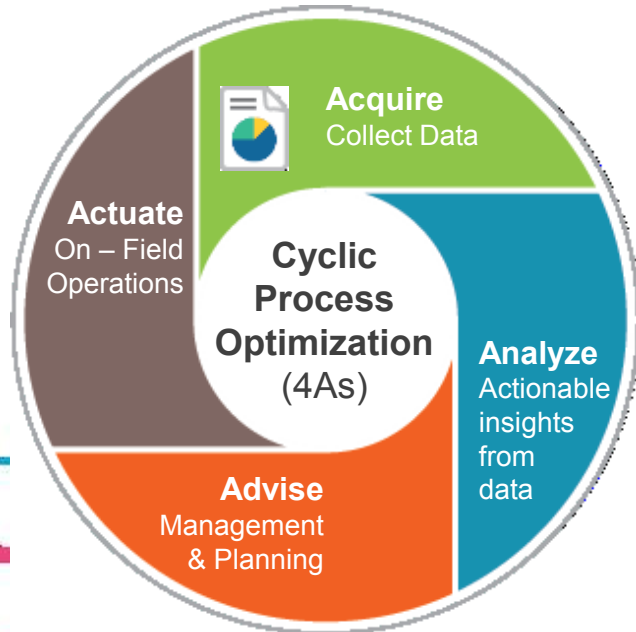 Acquire
Collect Data
Actuate
On – Field
Operations
Cyclic
Process
Optimization
(4As)
Analyze
Actionable
insights
from
data
Advise
Management
& Planning